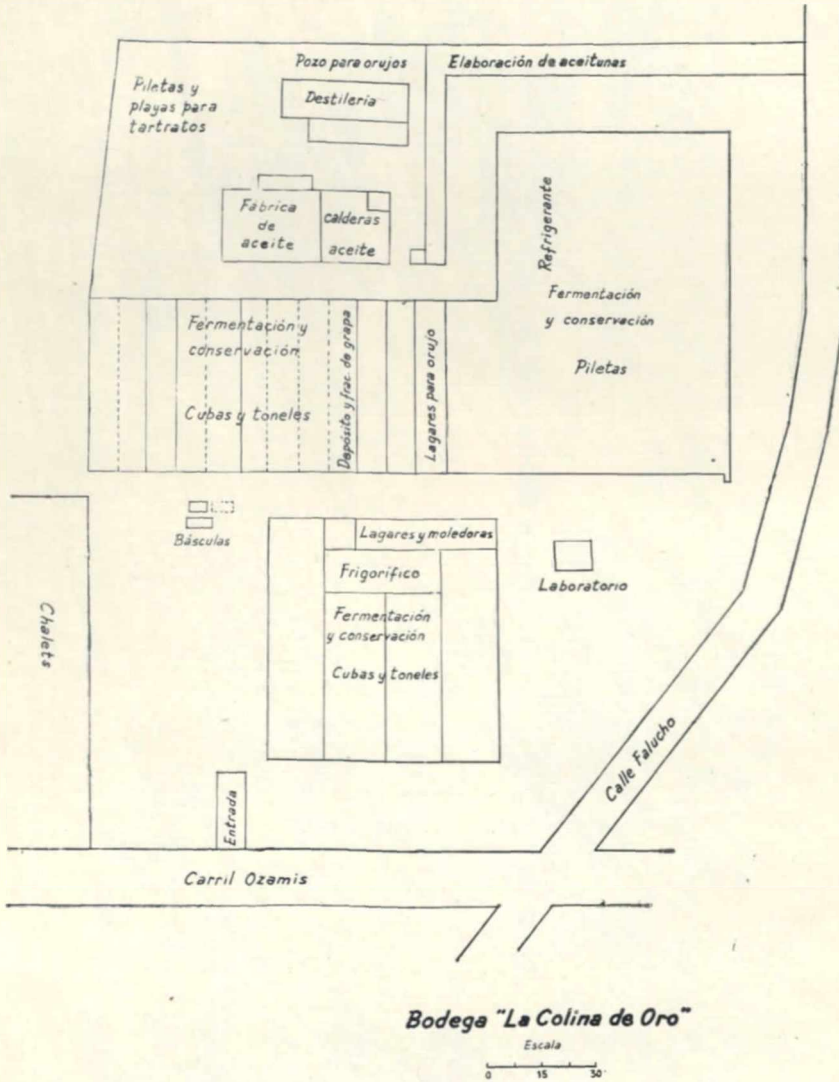 Pozo para orujos
Elaboración de aceitunas
Piletas y
playas para
tartratos
Destilería
Refrigerante
Fábrica
de
aceite
calderas
aceite
Fermentación
y conservación
Piletas
Fermentación y
conservación
Cubas y toneles
Depósito y frac. de grapa
Lagares para orujo
Básculas
Lagares y moledoras
Frigorífico
Fermentación
y conservación
Cubas y toneles
Laboratorio
Chalets
Calle Falucho
Entrada
Carril Ozamis
Bodega "La Colina de Oro"
Escala
0 15 30